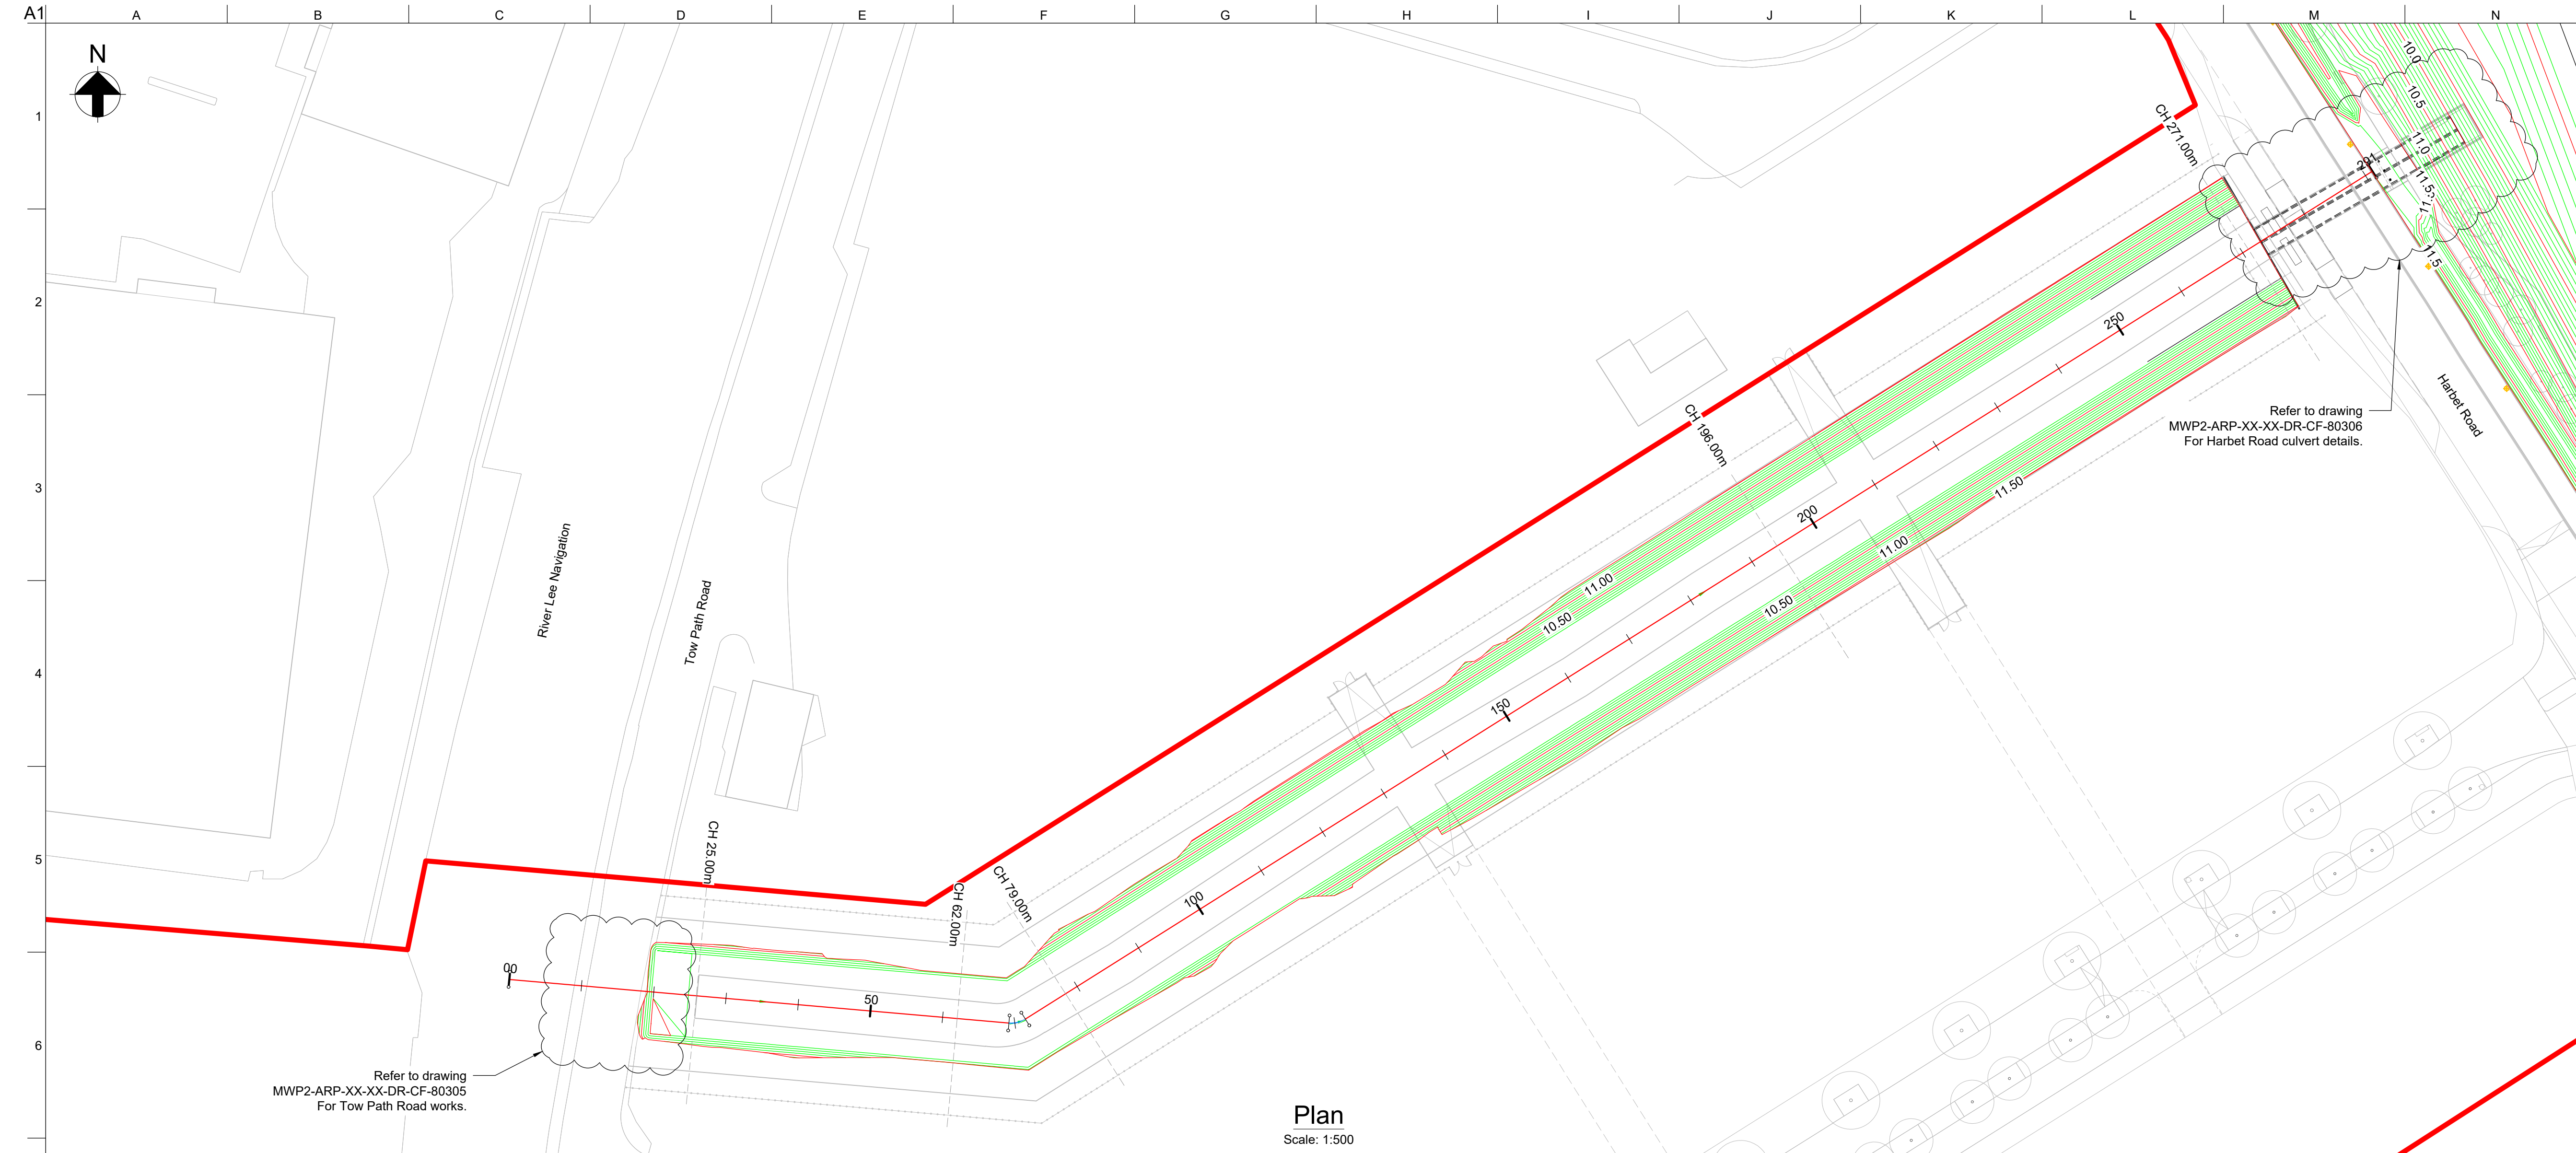 A1
A B C D E F G H I J K L M N
N
1
2
3
4
5
6
10.0
10.5
11.0
11.5
11.5
CH 271.00m
291.
250
Harbet Road
Refer to drawing
MWP2-ARP-XX-XX-DR-CF-80306
For Harbet Road culvert details.
CH 196.00m
200
11.50
11.00
10.50
11.00
10.50
River Lee Navigation
Tow Path Road
150
100
CH 25.00m
CH 62.00m
CH 79.00m
00
50
Refer to drawing
MWP2-ARP-XX-XX-DR-CF-80305
For Tow Path Road works.
Plan
Scale: 1:500